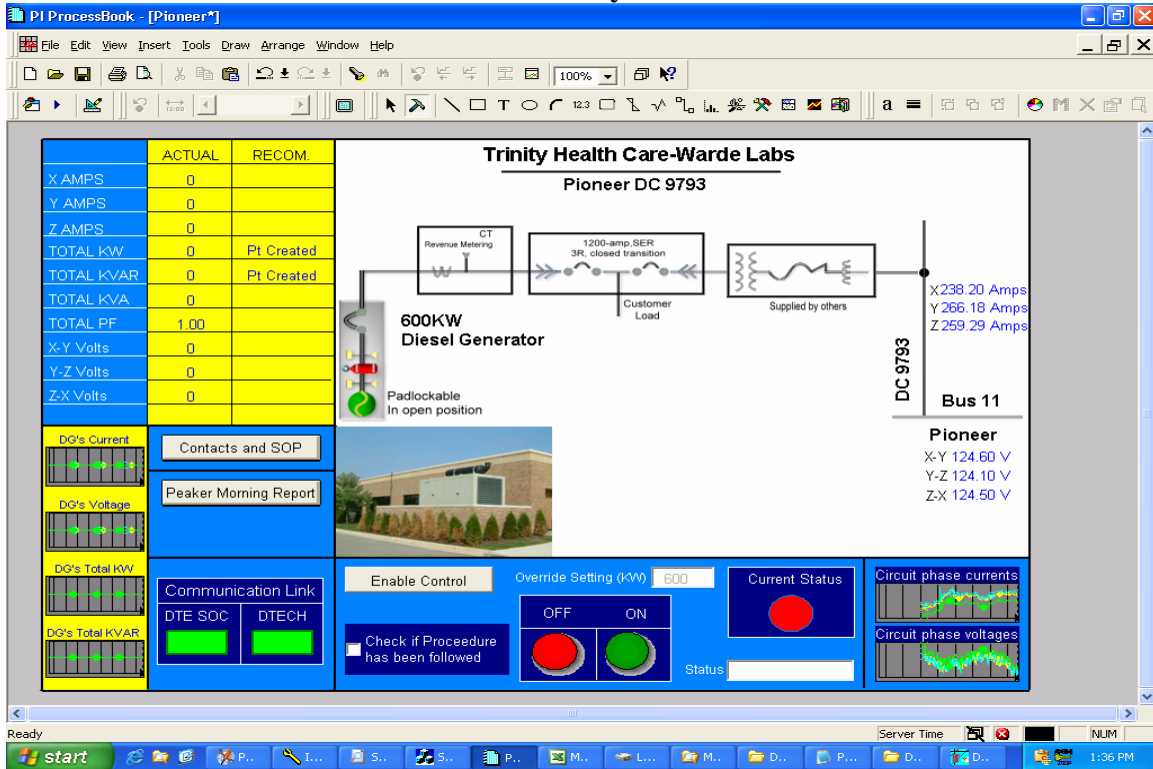 PI ProcessBook - [Pioneer*]
File Edit View Insert Tools Draw Arrange Window Help
100%
T 12.3 a
ACTUAL RECOM.
X AMPS 0
Y AMPS 0
Z AMPS 0
TOTAL KW 0 Pt Created
TOTAL KVAR 0 Pt Created
TOTAL KVA 0
TOTAL PF 1.00
X-Y Volts 0
Y-Z Volts 0
Z-X Volts 0
Trinity Health Care-Warde Labs
Pioneer DC 9793
CT
Revenue Metering
1200-amp,SER
3R, closed transition
Customer
Load
Supplied by others
600KW
Diesel Generator
Padlockable
In open position
X 238.20 Amps
Y 266.18 Amps
Z 259.29 Amps
DC 9793
Bus 11
Pioneer
X-Y 124.60 V
Y-Z 124.10 V
Z-X 124.50 V
DG's Current
DG's Voltage
DG's Total KW
DG's Total KVAR
Contacts and SOP
Peaker Morning Report
Communication Link
DTE SOC DTECH
Enable Control
Override Setting (KW) 600
OFF ON
Check if Proceedure
has been followed
Current Status
Status
Circuit phase currents
Circuit phase voltages
Ready
Server Time
NUM
start P... I... S... S... P... M... L... M... D... P... D... D... 1:36 PM